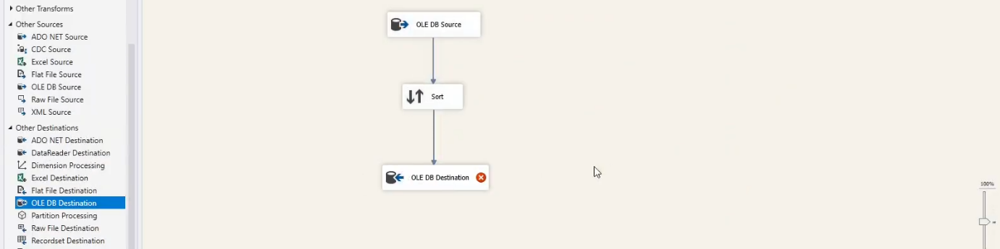 Other Transforms
Other Sources
ADO NET Source
CDC Source
Excel Source
Flat File Source
OLE DB Source
Raw File Source
XML Source
Other Destinations
ADO NET Destination
DataReader Destination
Dimension Processing
Excel Destination
Flat File Destination
OLE DB Destination
Partition Processing
Raw File Destination
Recordset Destination
OLE DB Source
Sort
OLE DB Destination
100%